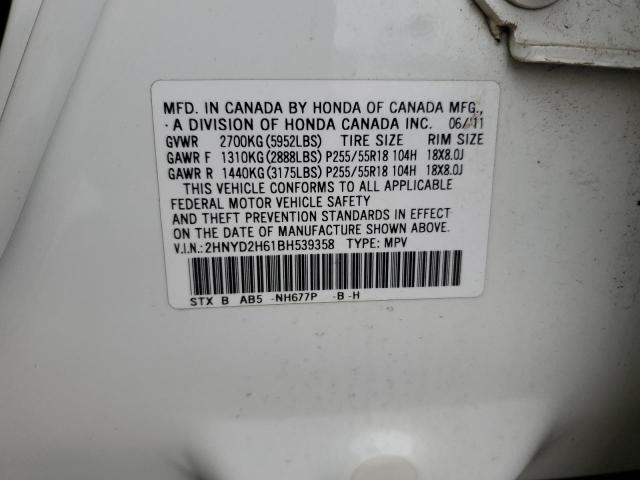 MFD. IN CANADA BY HONDA OF CANADA MFG.,
A DIVISION OF HONDA CANADA INC. 06/11
GVWR 2700KG (5952LBS) TIRE SIZE RIM SIZE
GAWR F 1310KG (2888LBS) P255/55R18 104H 18X8.0J
GAWR R 1440KG (3175LBS) P255/55R18 104H 18X8.0J
THIS VEHICLE CONFORMS TO ALL APPLICABLE
FEDERAL MOTOR VEHICLE SAFETY
AND THEFT PREVENTION STANDARDS IN EFFECT
ON THE DATE OF MANUFACTURE SHOWN ABOVE.
V.I.N.: 2HNYD2H61BH539358 TYPE: MPV
STX B AB5 -NH677P -B -H